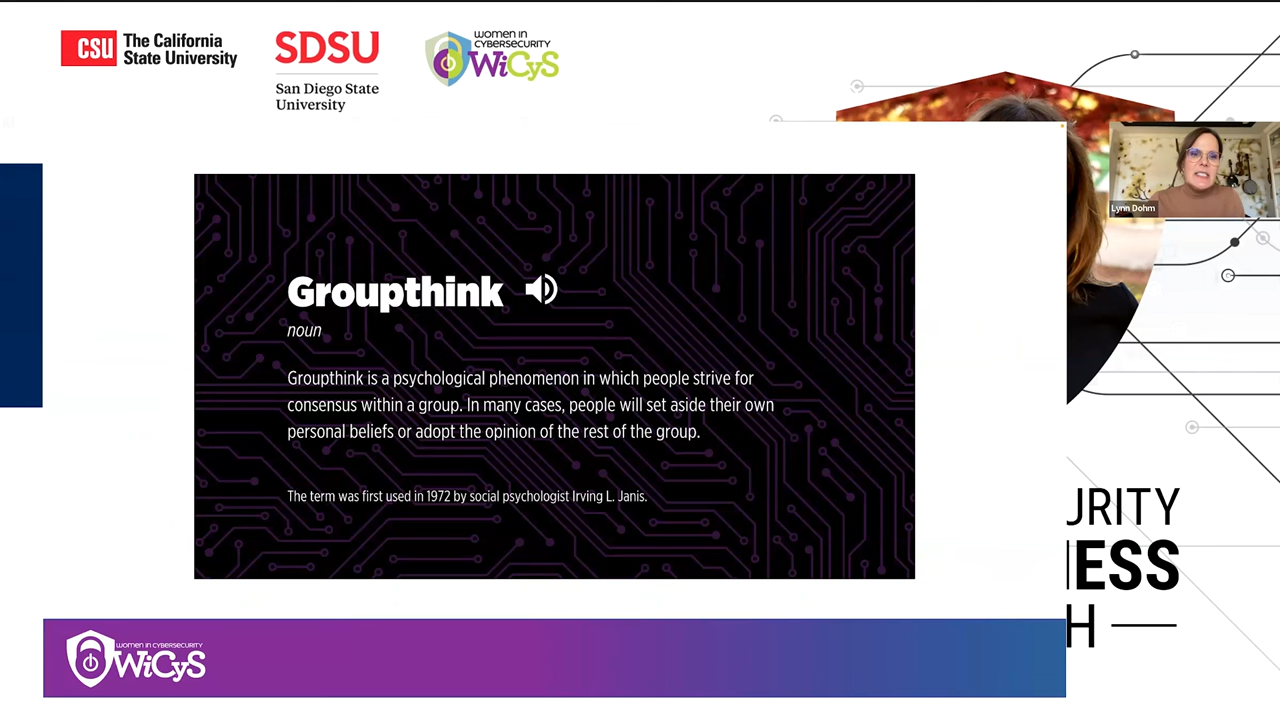 CSU The California
State University
SDSU
San Diego State
University
WOMEN IN
CYBERSECURITY
WiCyS
Lynn Dohm
Groupthink
noun
Groupthink is a psychological phenomenon in which people strive for
consensus within a group. In many cases, people will set aside their own
personal beliefs or adopt the opinion of the rest of the group.
The term was first used in 1972 by social psychologist Irving L. Janis.
URITY
ESS
H
WOMEN IN CYBERSECURITY
WiCyS